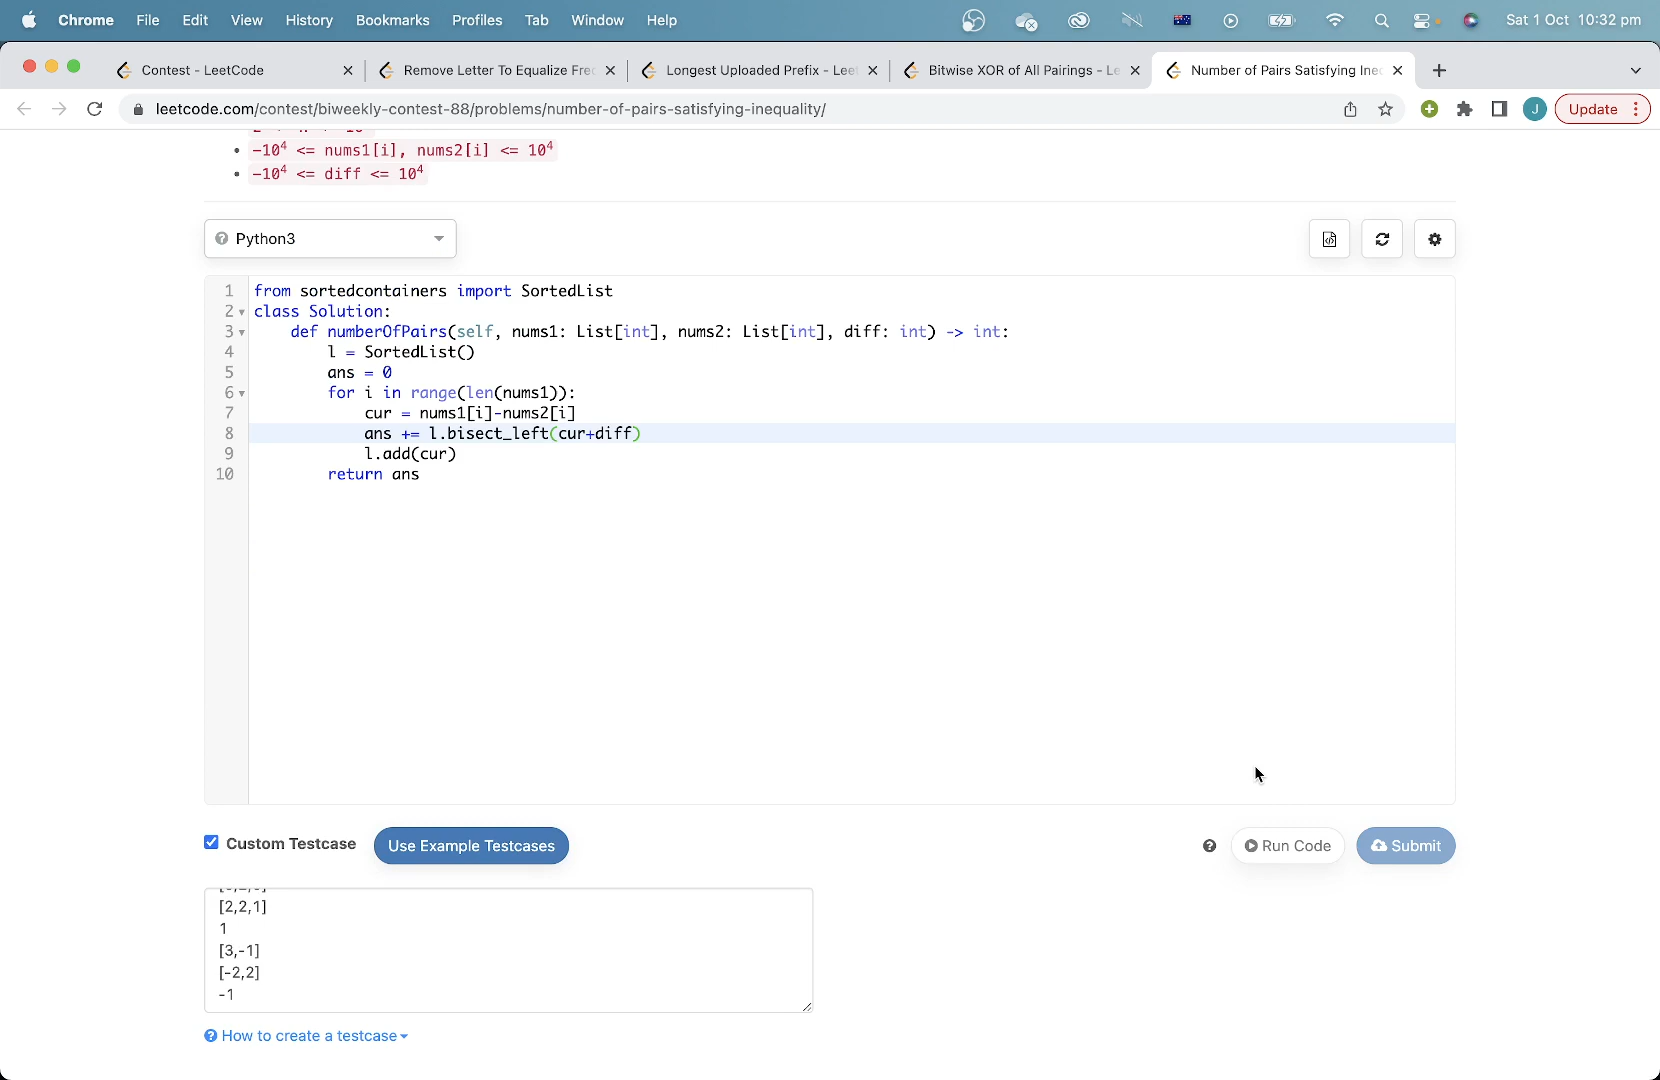 Chrome File Edit View History Bookmarks Profiles Tab Window Help Sat 1 Oct 10:32 pm
Contest - LeetCode Remove Letter To Equalize Fre Longest Uploaded Prefix - Lee Bitwise XOR of All Pairings - Le Number of Pairs Satisfying Ine
leetcode.com/contest/biweekly-contest-88/problems/number-of-pairs-satisfying-inequality/ J Update
• -10⁴ <= nums1[i], nums2[i] <= 10⁴
• -10⁴ <= diff <= 10⁴
Python3
1 from sortedcontainers import SortedList
2 class Solution:
3 def numberOfPairs(self, nums1: List[int], nums2: List[int], diff: int) -> int:
4 l = SortedList()
5 ans = 0
6 for i in range(len(nums1)):
7 cur = nums1[i]-nums2[i]
8 ans += l.bisect_left(cur+diff)
9 l.add(cur)
10 return ans
Custom Testcase Use Example Testcases Run Code Submit
[2,2,1]
1
[3,-1]
[-2,2]
-1
How to create a testcase